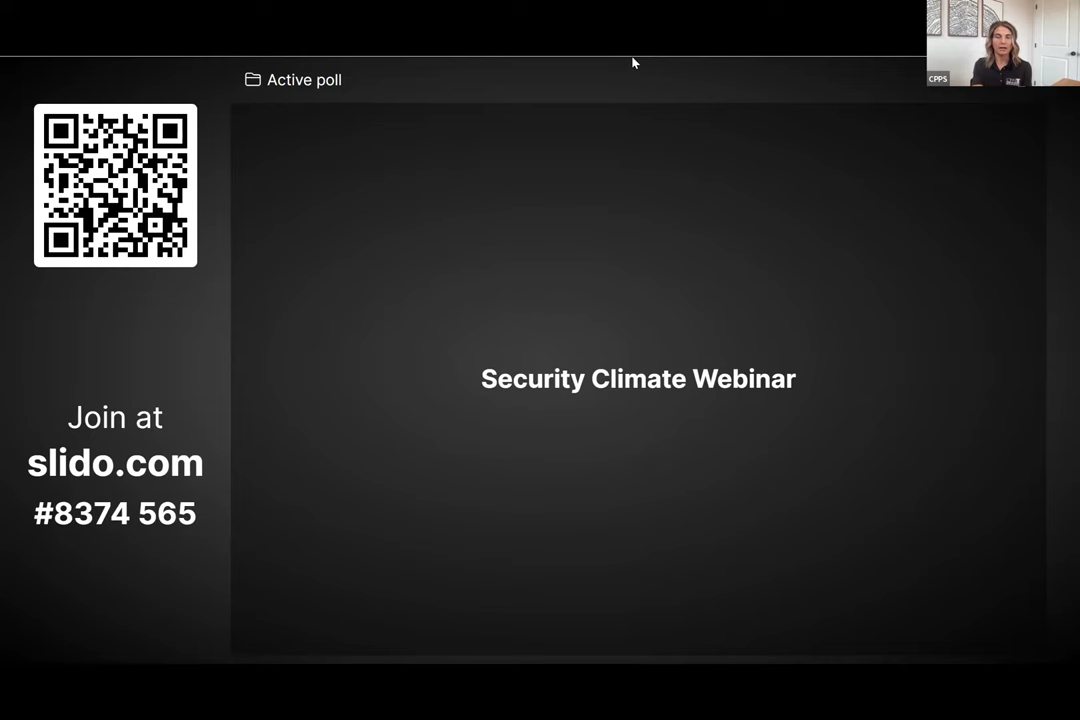 Active poll
CPPS
Security Climate Webinar
Join at
slido.com
#8374 565